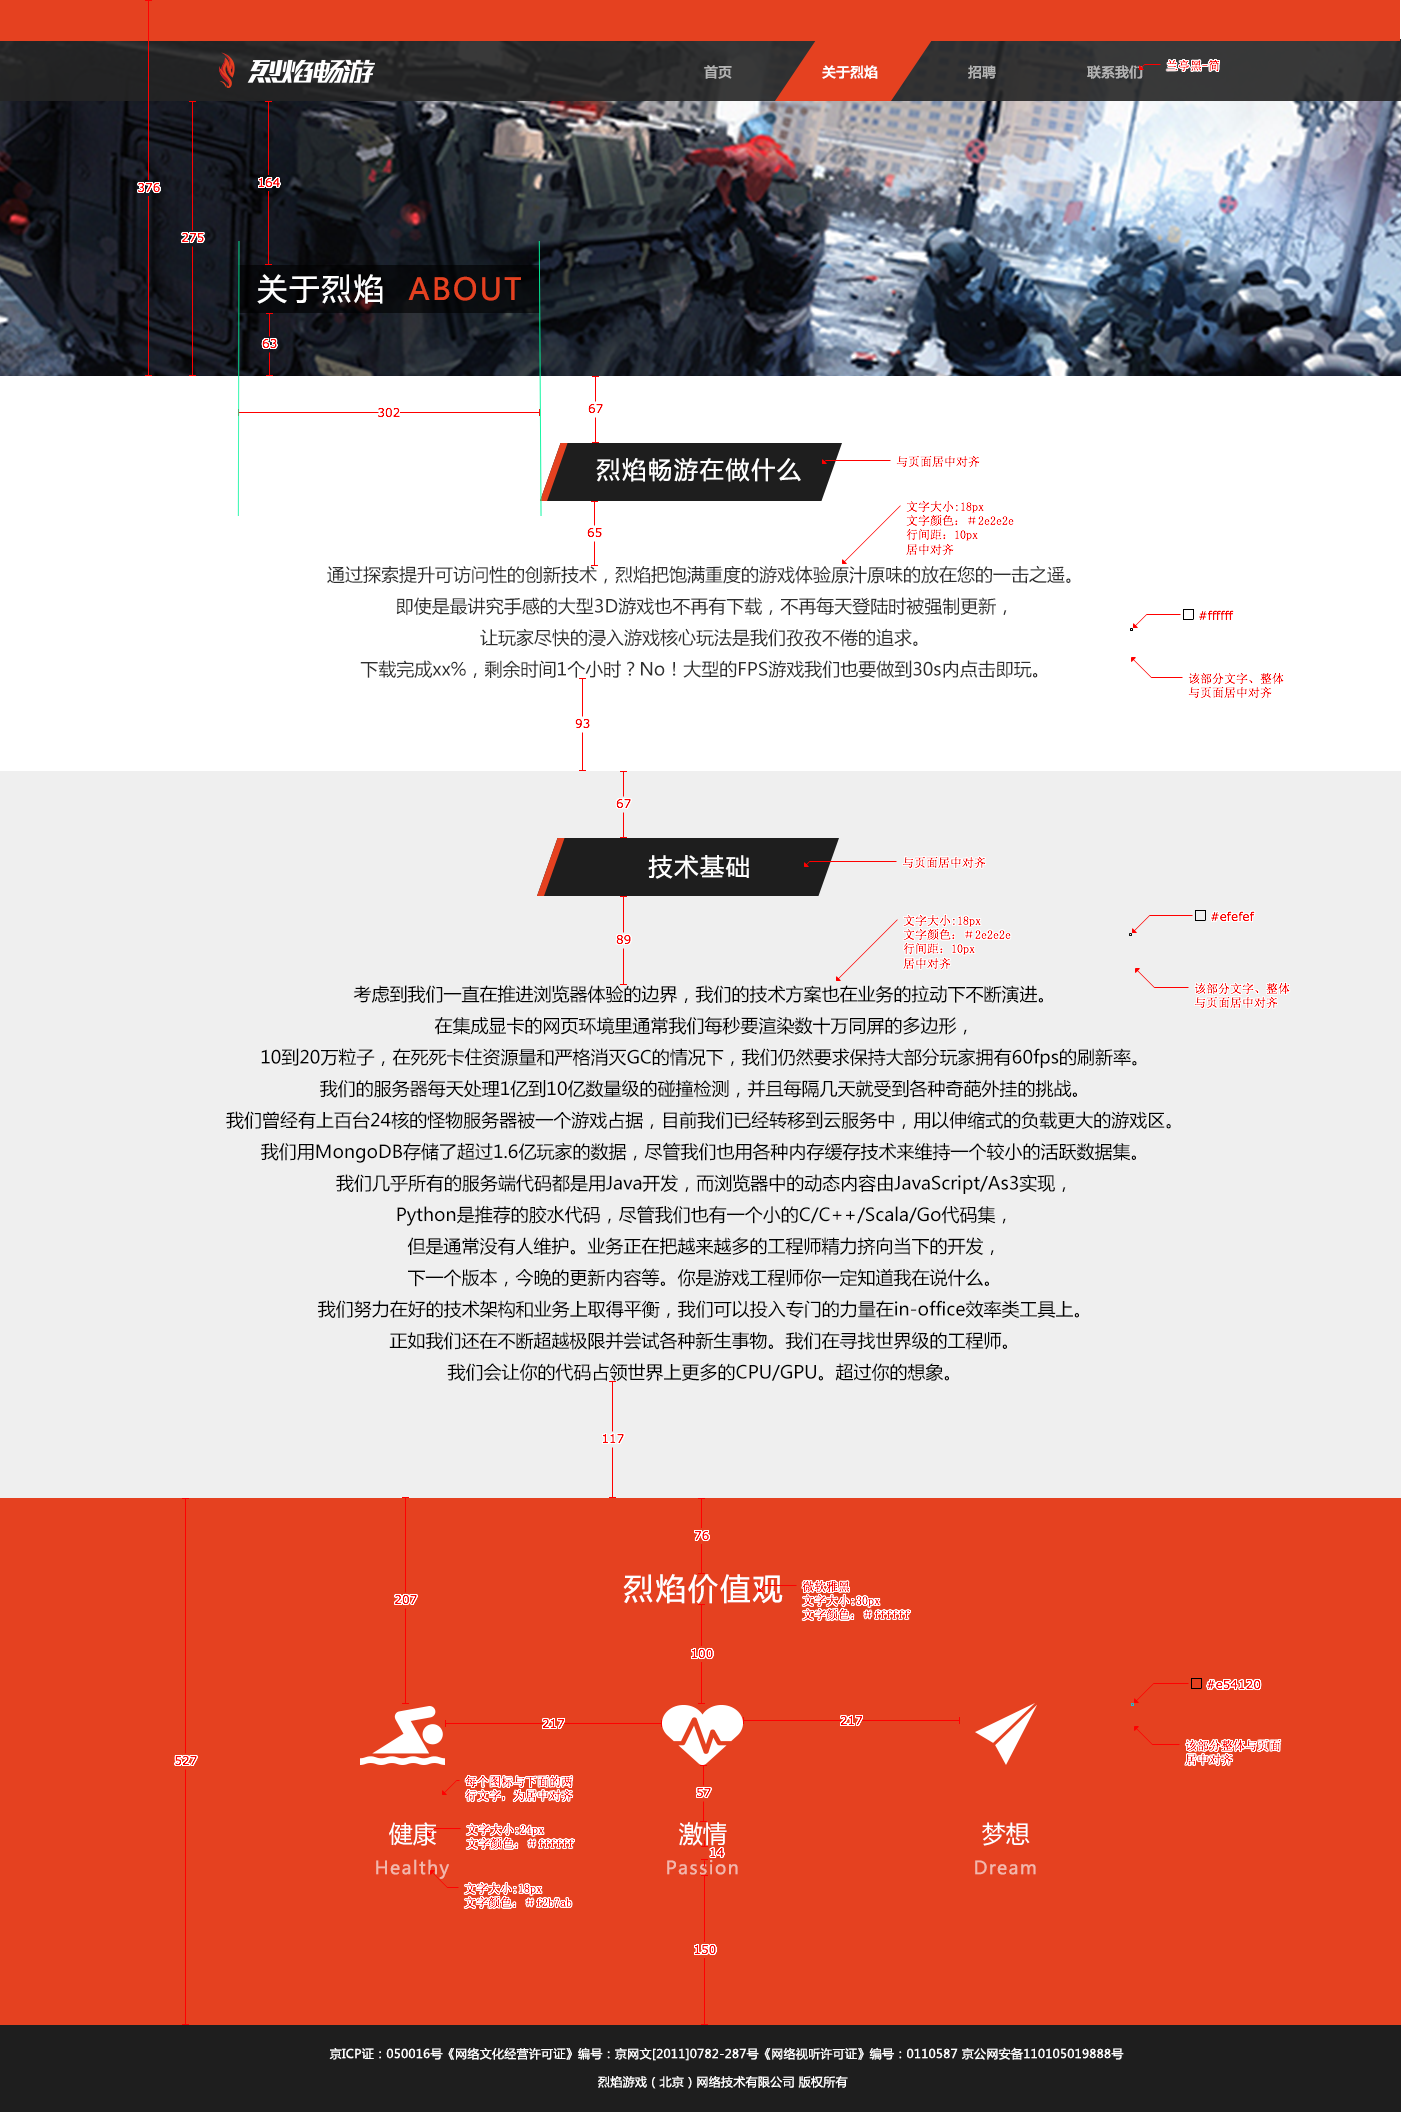 烈焰畅游
首页
关于烈焰
招聘
联系我们
兰亭黑-简
376
164
275
关于烈焰 ABOUT
63
302
67
烈焰畅游在做什么
与页面居中对齐
文字大小:18px
文字颜色：#2e2e2e
行间距：10px
居中对齐
65
通过探索提升可访问性的创新技术，烈焰把饱满重度的游戏体验原汁原味的放在您的一击之遥。
即使是最讲究手感的大型3D游戏也不再有下载，不再每天登陆时被强制更新，
#ffffff
让玩家尽快的浸入游戏核心玩法是我们孜孜不倦的追求。
下载完成xx%，剩余时间1个小时？No！大型的FPS游戏我们也要做到30s内点击即玩。
该部分文字、整体
与页面居中对齐
93
67
技术基础
与页面居中对齐
文字大小:18px
文字颜色：#2e2e2e
行间距：10px
居中对齐
#efefef
89
考虑到我们一直在推进浏览器体验的边界，我们的技术方案也在业务的拉动下不断演进。
该部分文字、整体
与页面居中对齐
在集成显卡的网页环境里通常我们每秒要渲染数十万同屏的多边形，
10到20万粒子，在死死卡住资源量和严格消灭GC的情况下，我们仍然要求保持大部分玩家拥有60fps的刷新率。
我们的服务器每天处理1亿到10亿数量级的碰撞检测，并且每隔几天就受到各种奇葩外挂的挑战。
我们曾经有上百台24核的怪物服务器被一个游戏占据，目前我们已经转移到云服务中，用以伸缩式的负载更大的游戏区。
我们用MongoDB存储了超过1.6亿玩家的数据，尽管我们也用各种内存缓存技术来维持一个较小的活跃数据集。
我们几乎所有的服务端代码都是用Java开发，而浏览器中的动态内容由JavaScript/As3实现，
Python是推荐的胶水代码，尽管我们也有一个小的C/C++/Scala/Go代码集，
但是通常没有人维护。业务正在把越来越多的工程师精力挤向当下的开发，
下一个版本，今晚的更新内容等。你是游戏工程师你一定知道我在说什么。
我们努力在好的技术架构和业务上取得平衡，我们可以投入专门的力量在in-office效率类工具上。
正如我们还在不断超越极限并尝试各种新生事物。我们在寻找世界级的工程师。
我们会让你的代码占领世界上更多的CPU/GPU。超过你的想象。
117
76
烈焰价值观
微软雅黑
文字大小:30px
文字颜色：#ffffff
207
100
#e54120
217
217
该部分整体与页面
居中对齐
527
每个图标与下面的两
行文字，为居中对齐
57
健康
文字大小:24px
文字颜色：#ffffff
激情
梦想
14
Healthy
Passion
Dream
文字大小:18px
文字颜色：#f2b7ab
150
京ICP证：050016号《网络文化经营许可证》编号：京网文[2011]0782-287号《网络视听许可证》编号：0110587 京公网安备110105019888号
烈焰游戏（北京）网络技术有限公司 版权所有